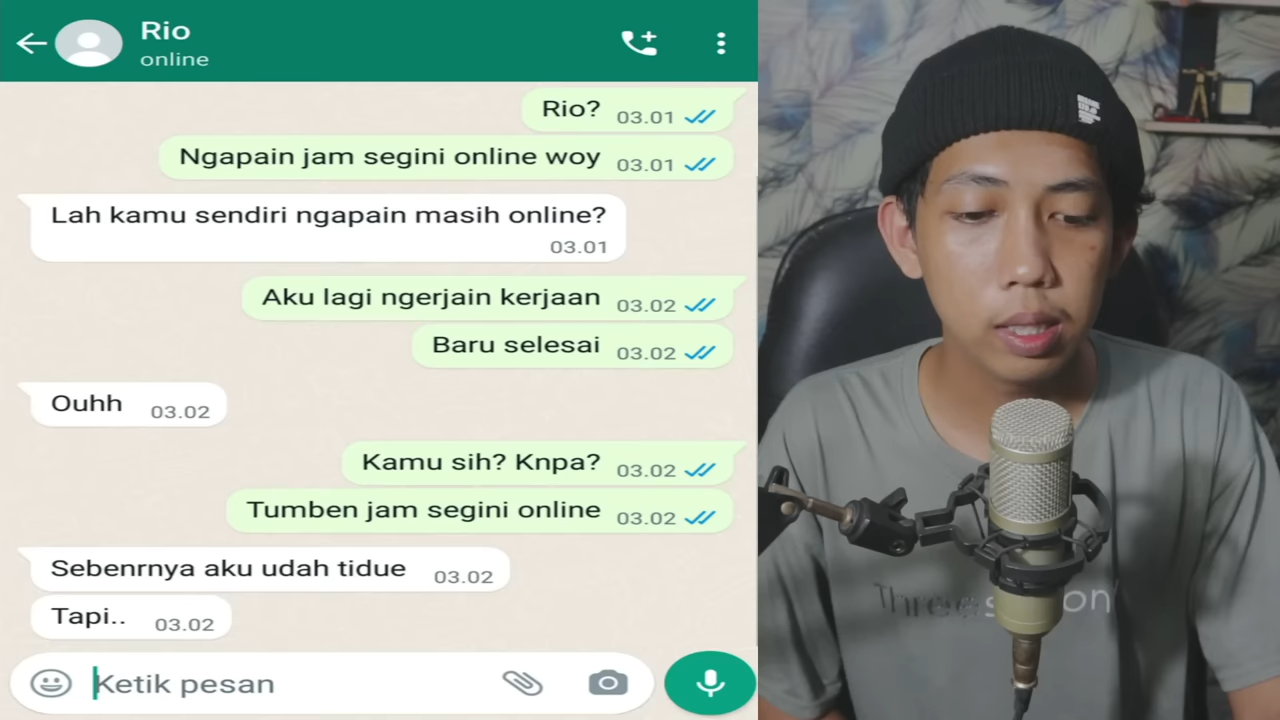 Rio
online
Rio? 03.01
Ngapain jam segini online woy 03.01
Lah kamu sendiri ngapain masih online?
03.01
Aku lagi ngerjain kerjaan 03.02
Baru selesai 03.02
Ouhh 03.02
Kamu sih? Knpa? 03.02
Tumben jam segini online 03.02
Sebenrnya aku udah tidue 03.02
Tapi.. 03.02
Ketik pesan